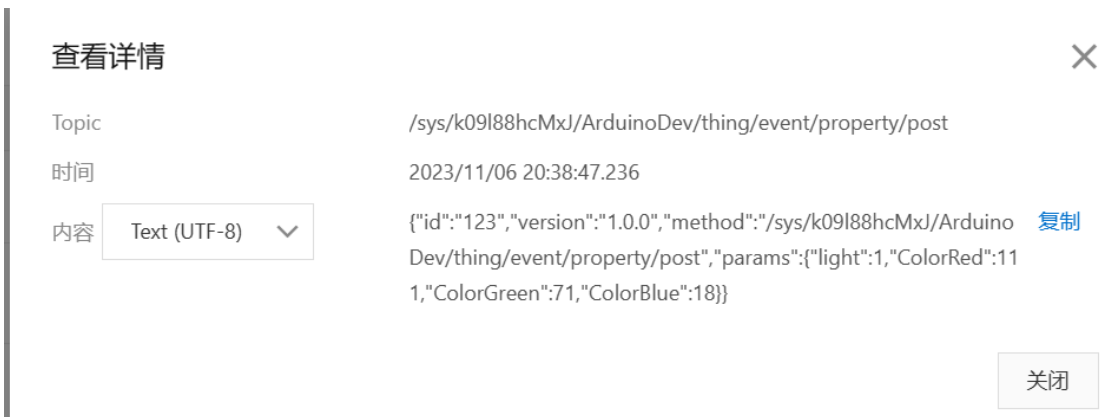 查看详情
Topic /sys/k09l88hcMxJ/ArduinoDev/thing/event/property/post
时间 2023/11/06 20:38:47.236
内容 Text (UTF-8) {"id":"123","version":"1.0.0","method":"/sys/k09l88hcMxJ/Arduino 复制
Dev/thing/event/property/post","params":{"light":1,"ColorRed":11
1,"ColorGreen":71,"ColorBlue":18}}
关闭